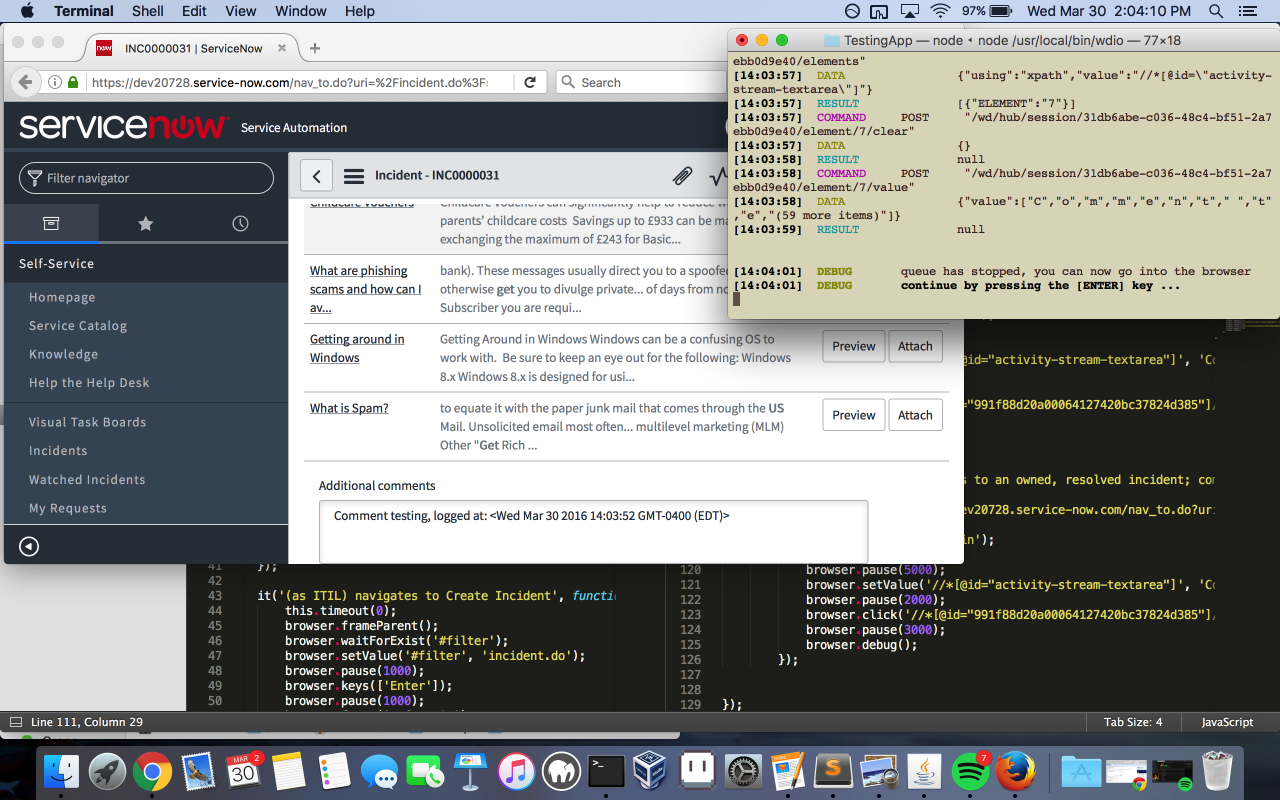 Terminal Shell Edit View Window Help 97% Wed Mar 30 2:04:10 PM
now INC0000031 | ServiceNow
https://dev20728.service-now.com/nav_to.do?uri=%2Fincident.do%3F Search
servicenow Service Automation
Filter navigator
Self-Service
Homepage
Service Catalog
Knowledge
Help the Help Desk
Visual Task Boards
Incidents
Watched Incidents
My Requests
Incident - INC0000031
Childcare Vouchers
Childcare Vouchers can significantly help to reduce
parents' childcare costs Savings up to £933 can be ma
exchanging the maximum of £243 for Basic...
What are phishing
scams and how can I
av...
bank). These messages usually direct you to a spoofe
otherwise get you to divulge private... of days from no
Subscriber you are requi...
Getting around in
Windows
Getting Around in Windows Windows can be a confusing OS to
work with. Be sure to keep an eye out for the following: Windows
8.x Windows 8.x is designed for usi...
Preview Attach
What is Spam?
to equate it with the paper junk mail that comes through the US
Mail. Unsolicited email most often... multilevel marketing (MLM)
Other "Get Rich ...
Preview Attach
Additional comments
Comment testing, logged at: <Wed Mar 30 2016 14:03:52 GMT-0400 (EDT)>
TestingApp — node ◂ node /usr/local/bin/wdio — 77×18
ebb0d9e40/elements"
[14:03:57] DATA {"using":"xpath","value":"//*[@id=\"activity-
stream-textarea\"]"}
[14:03:57] RESULT [{"ELEMENT":"7"}]
[14:03:57] COMMAND POST "/wd/hub/session/31db6abe-c036-48c4-bf51-2a7
ebb0d9e40/element/7/clear"
[14:03:57] DATA {}
[14:03:58] RESULT null
[14:03:58] COMMAND POST "/wd/hub/session/31db6abe-c036-48c4-bf51-2a7
ebb0d9e40/element/7/value"
[14:03:58] DATA {"value":["C","o","m","m","e","n","t"," ","t"
,"e","(59 more items)"]}
[14:03:59] RESULT null
[14:04:01] DEBUG queue has stopped, you can now go into the browser
[14:04:01] DEBUG continue by pressing the [ENTER] key ...
id="activity-stream-textarea"]', 'Co
="991f88d20a00064127420bc37824d385"]/
s to an owned, resolved incident; com
ev20728.service-now.com/nav_to.do?uri
in');
41 });
42
43 it('(as ITIL) navigates to Create Incident', functi
44 this.timeout(0);
45 browser.frameParent();
46 browser.waitForExist('#filter');
47 browser.setValue('#filter', 'incident.do');
48 browser.pause(1000);
49 browser.keys(['Enter']);
50 browser.pause(1000);
120 browser.pause(5000);
121 browser.setValue('//*[@id="activity-stream-textarea"]', 'Co
122 browser.pause(2000);
123 browser.click('//*[@id="991f88d20a00064127420bc37824d385"]/
124 browser.pause(3000);
125 browser.debug();
126 });
127
128
129 });
Line 111, Column 29 Tab Size: 4 JavaScript
MAR 2
30
7